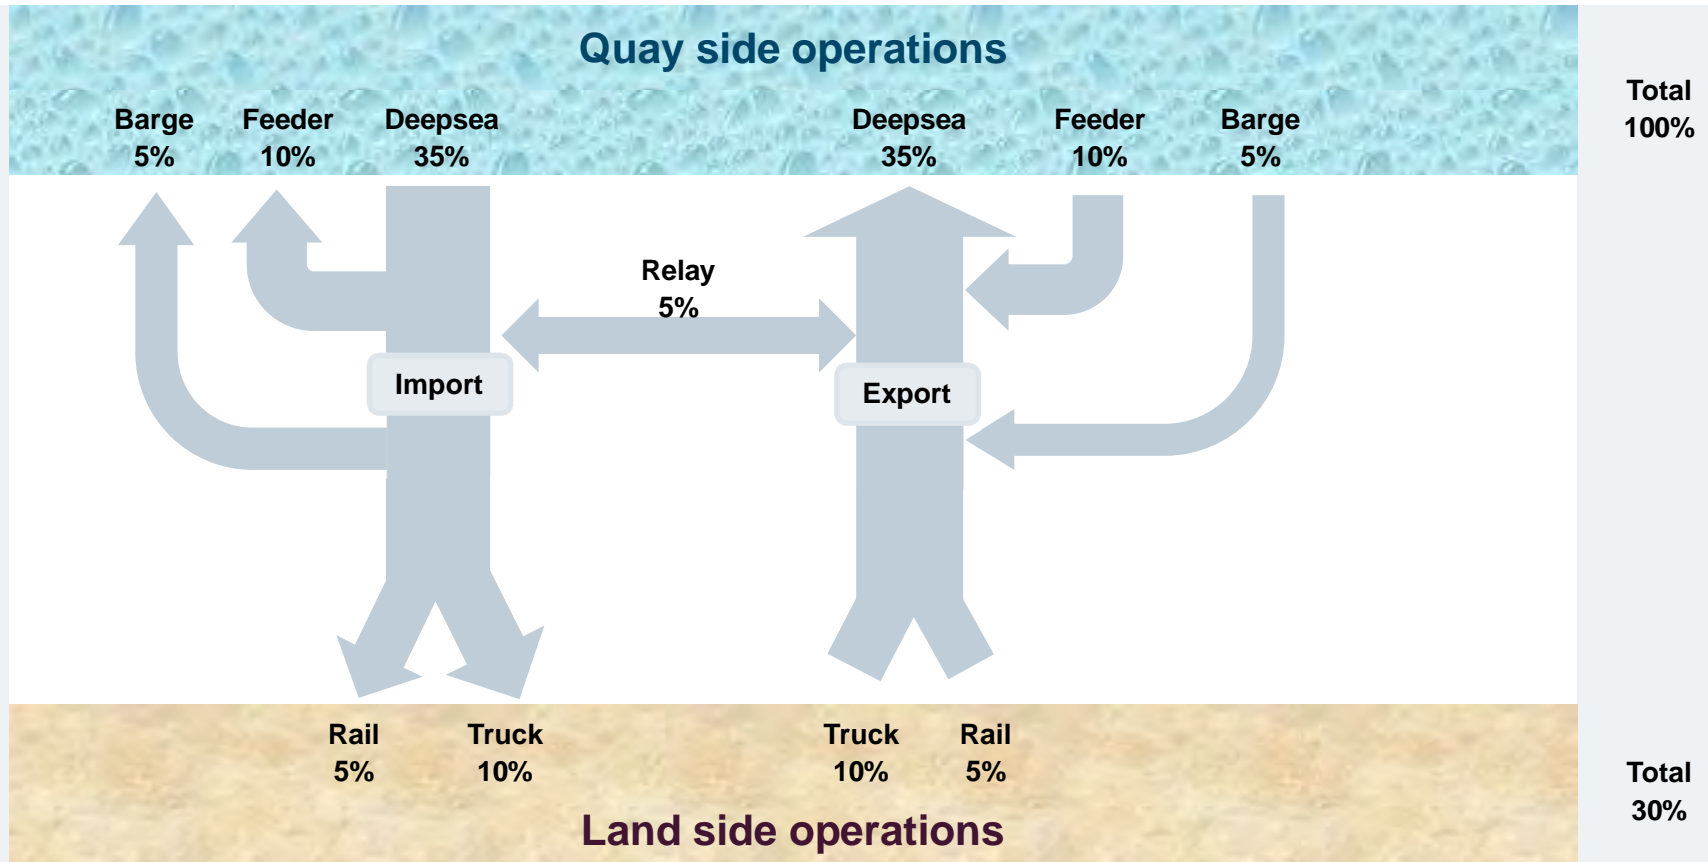 Quay side operations
Barge Feeder Deepsea Deepsea Feeder Barge
5% 10% 35% 35% 10% 5%
Total
100%
Relay
5%
Import
Export
Rail Truck Truck Rail
5% 10% 10% 5%
Total
30%
Land side operations